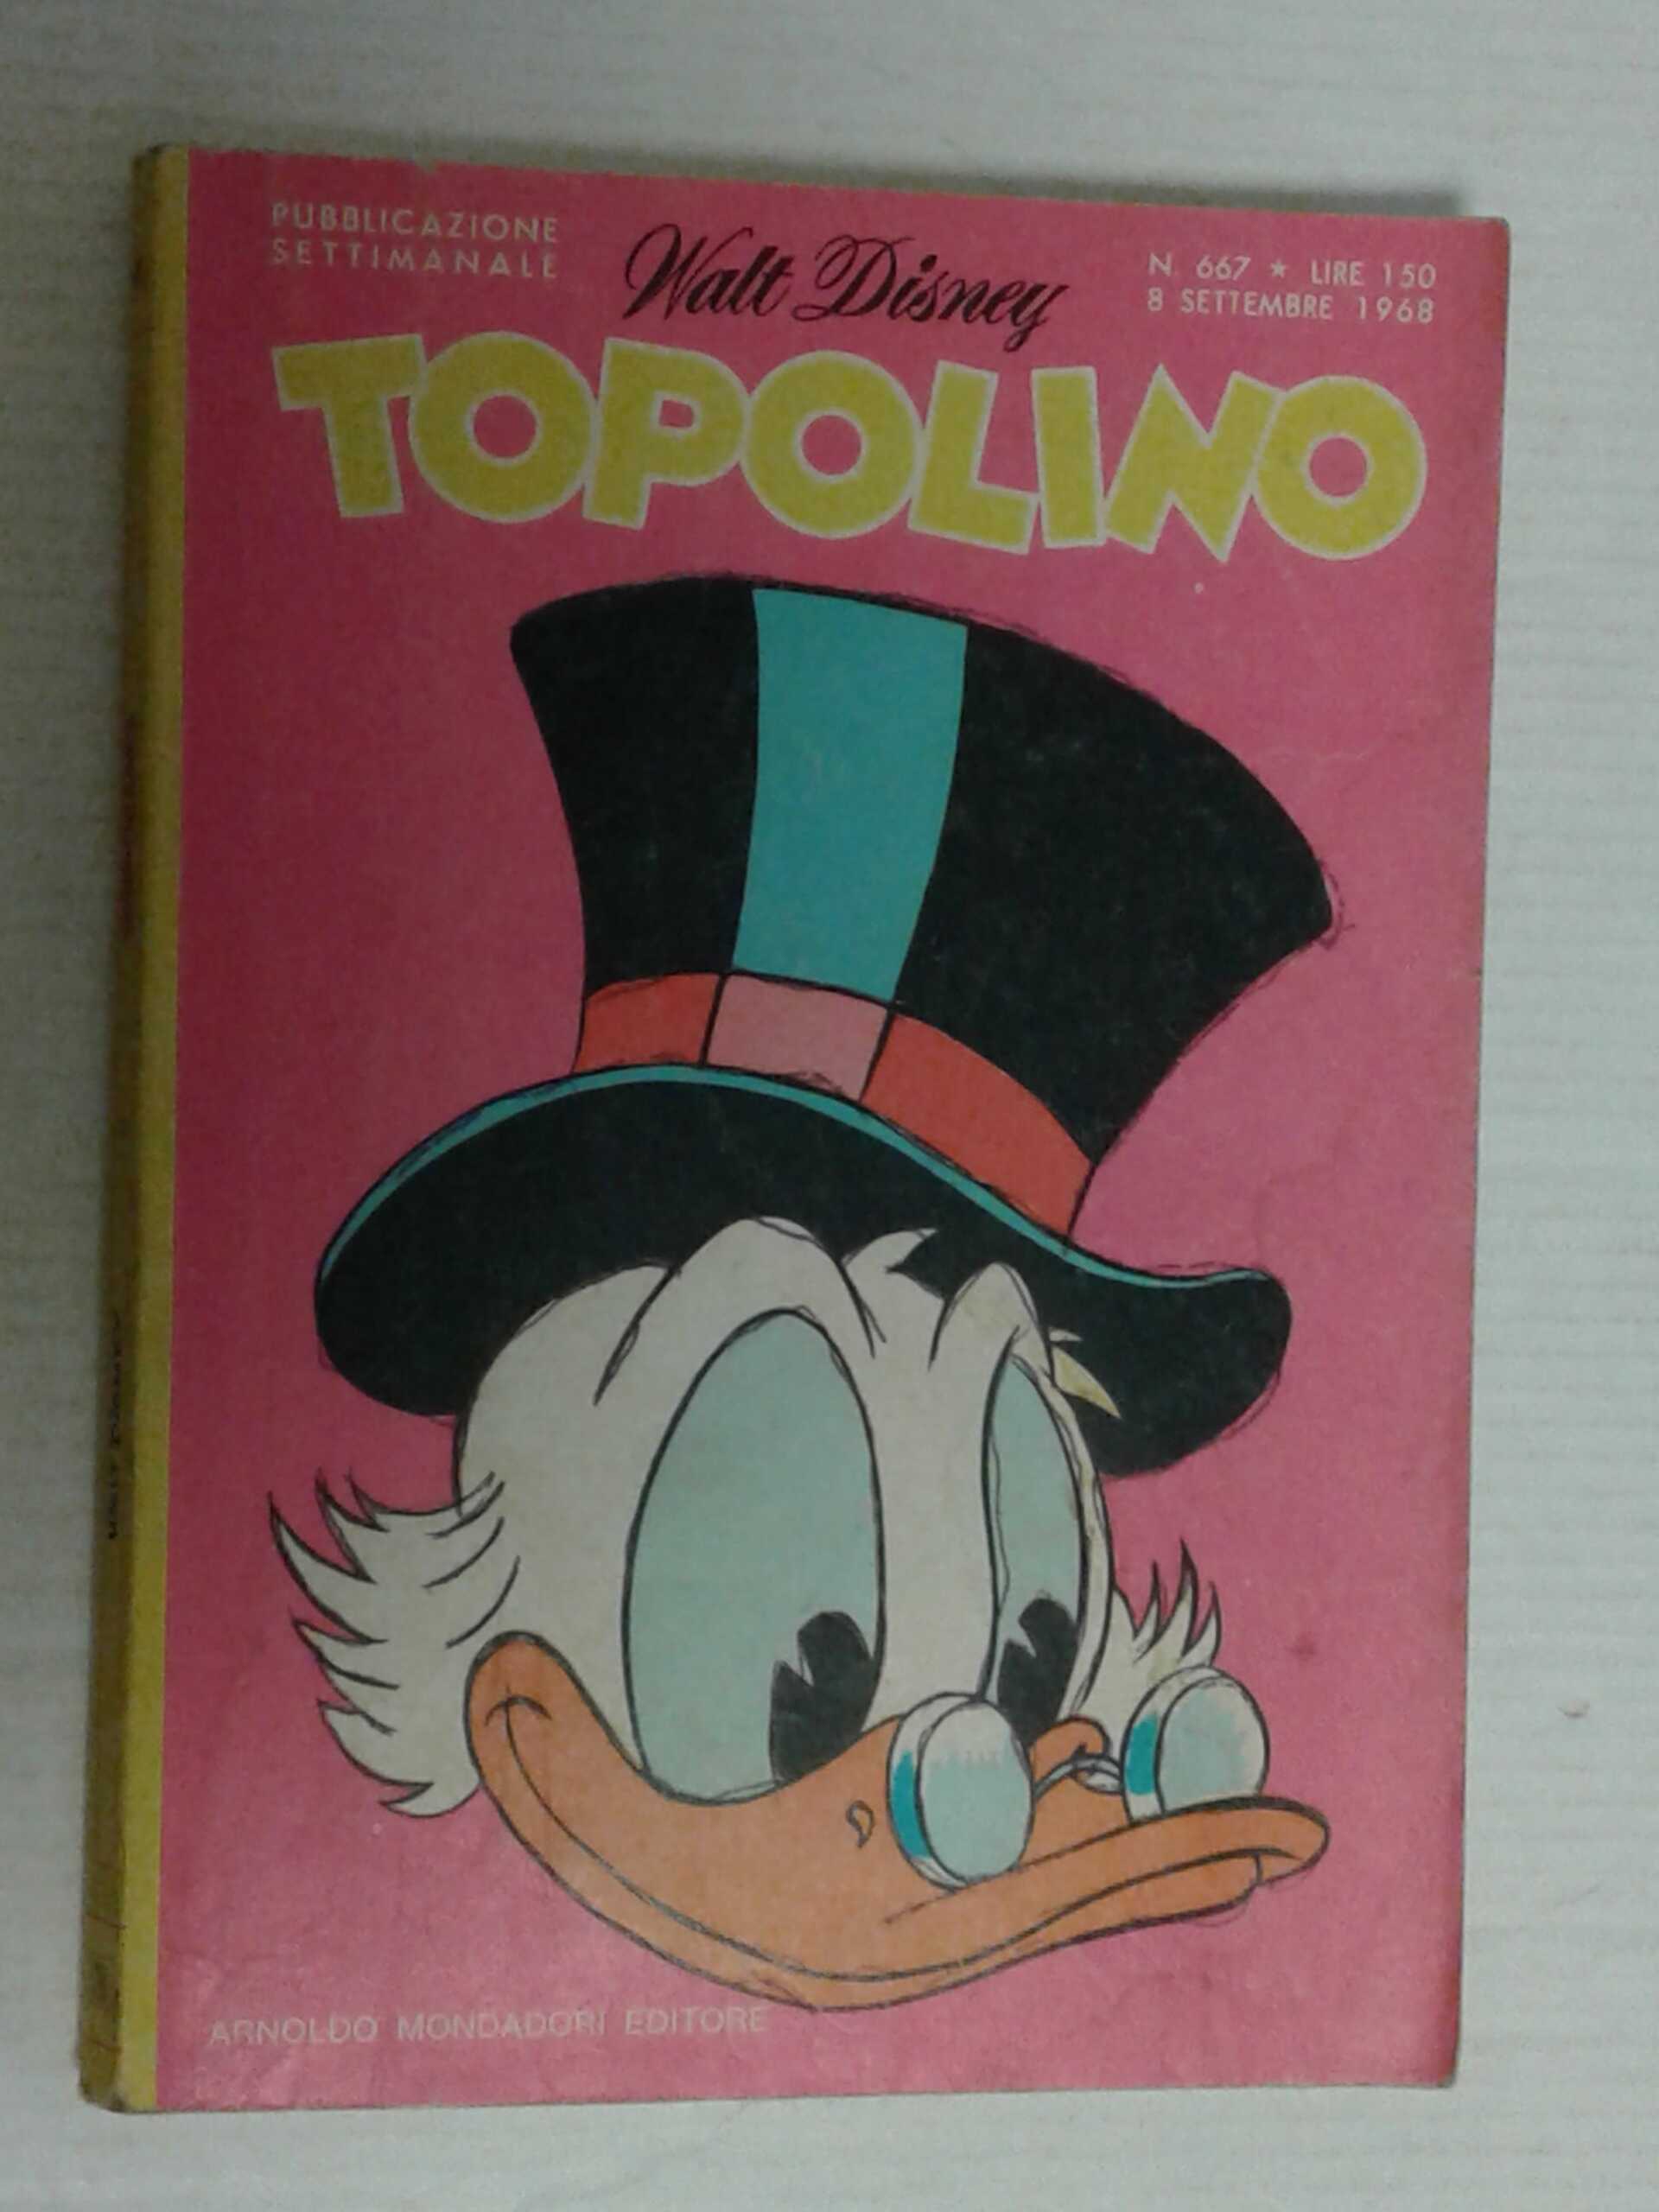 PUBBLICAZIONE
SETTIMANALE
Walt Disney
N. 667 ★ LIRE 150
8 SETTEMBRE 1968
TOPOLINO
ARNOLDO MONDADORI EDITORE